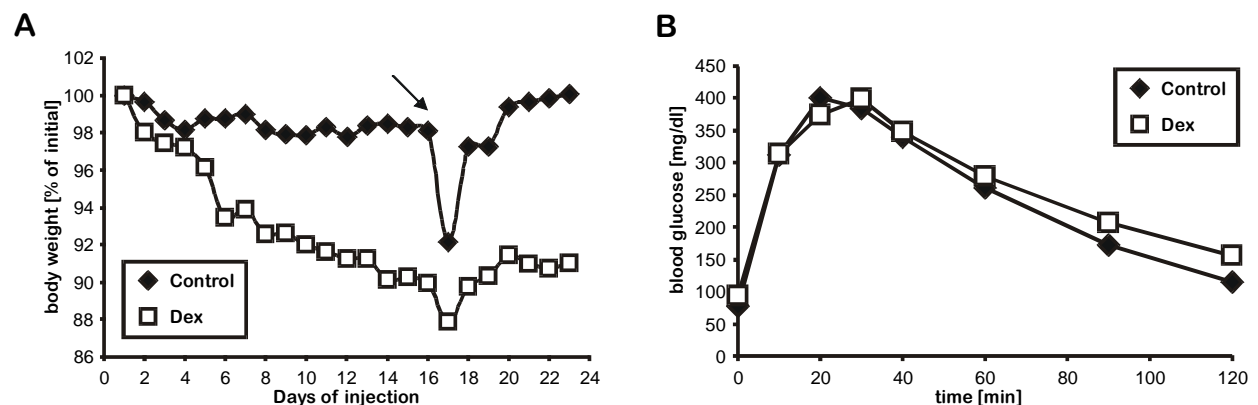 A
body weight [% of initial]
102
100
98
96
94
92
90
88
86
Control
Dex
0 2 4 6 8 10 12 14 16 18 20 22 24
Days of injection
B
blood glucose [mg/dl]
450
400
350
300
250
200
150
100
50
0
Control
Dex
0 20 40 60 80 100 120
time [min]